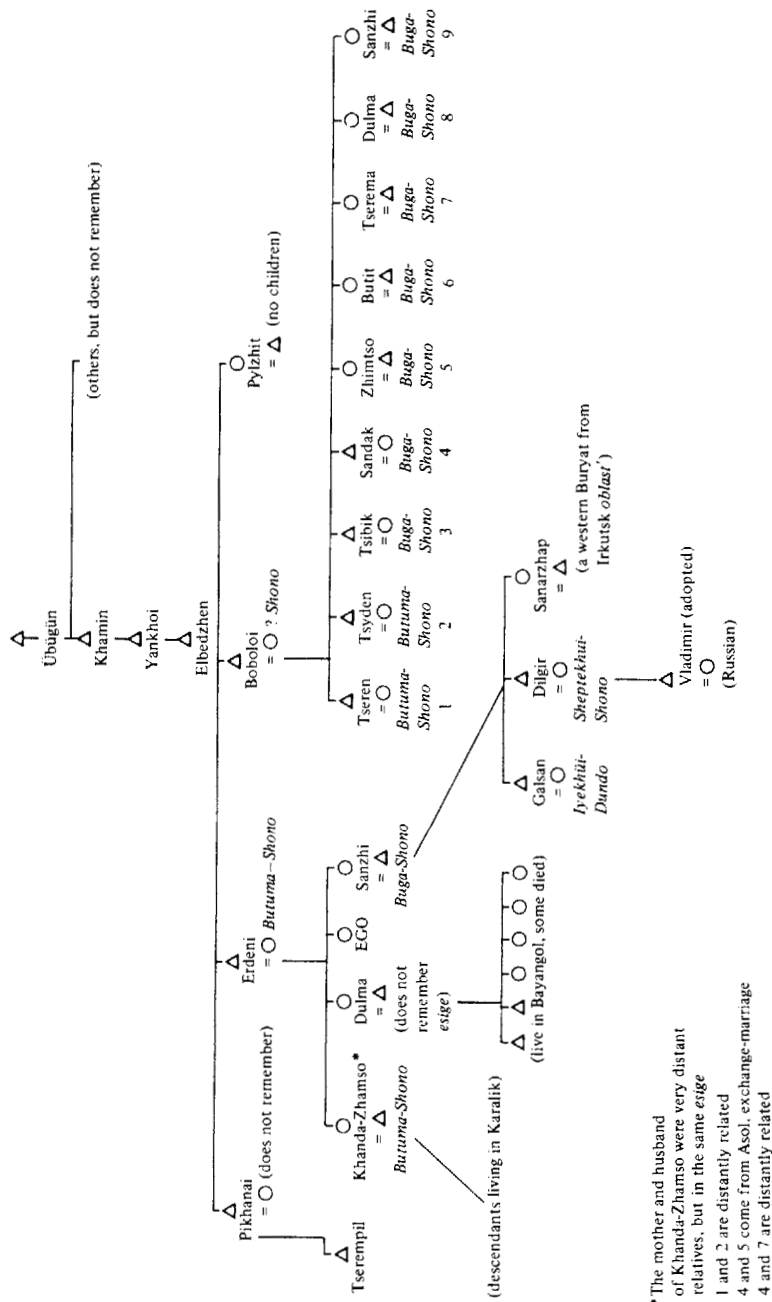 Übügün
(others, but does not remember)
Khamin
Yankhoi
Elbedzhen
Pikhanai
= (does not remember)
Erdeni
= Butuma–Shono
Boboloi
= ? Shono
Pylzhit
= (no children)
Tserempil
Khanda-Zhamso*
=
Butuma-Shono
Dulma
=
(does not
remember
esige)
EGO
Sanzhi
=
Buga-Shono
Tseren
=
Butuma-
Shono
1
Tsyden
=
Butuma-
Shono
2
Tsibik
=
Buga-
Shono
3
Sandak
=
Buga-
Shono
4
Zhimtso
=
Buga-
Shono
5
Butit
=
Buga-
Shono
6
Tserema
=
Buga-
Shono
7
Dulma
=
Buga-
Shono
8
Sanzhi
=
Buga-
Shono
9
(descendants living in Karalik)
(live in Bayangol, some died)
Galsan
=
Iyekhüi-
Dundo
Dilgir
=
Sheptekhui-
Shono
Sanarzhap
=
(a western Buryat from
Irkutsk oblast')
Vladimir (adopted)
=
(Russian)
*The mother and husband
of Khanda-Zhamso were very distant
relatives, but in the same esige
1 and 2 are distantly related
4 and 5 come from Asol, exchange-marriage
4 and 7 are distantly related